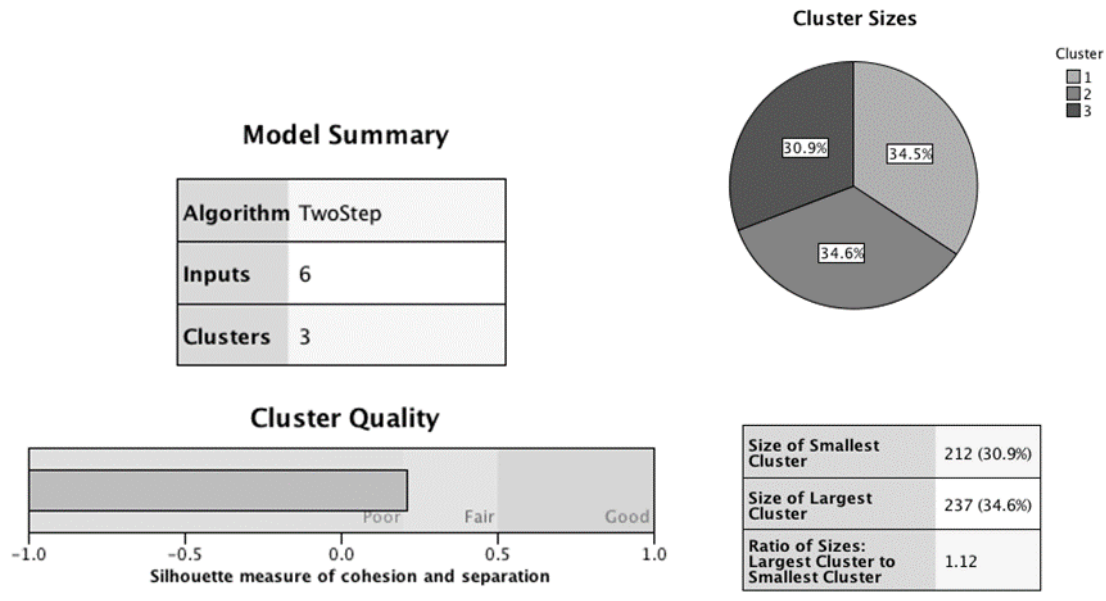 Model Summary
Algorithm TwoStep
Inputs 6
Clusters 3
Cluster Quality
Poor Fair Good
-1.0 -0.5 0.0 0.5 1.0
Silhouette measure of cohesion and separation
Cluster Sizes
Cluster
1
2
3
30.9%
34.5%
34.6%
Size of Smallest
Cluster
212 (30.9%)
Size of Largest
Cluster
237 (34.6%)
Ratio of Sizes:
Largest Cluster to
Smallest Cluster
1.12